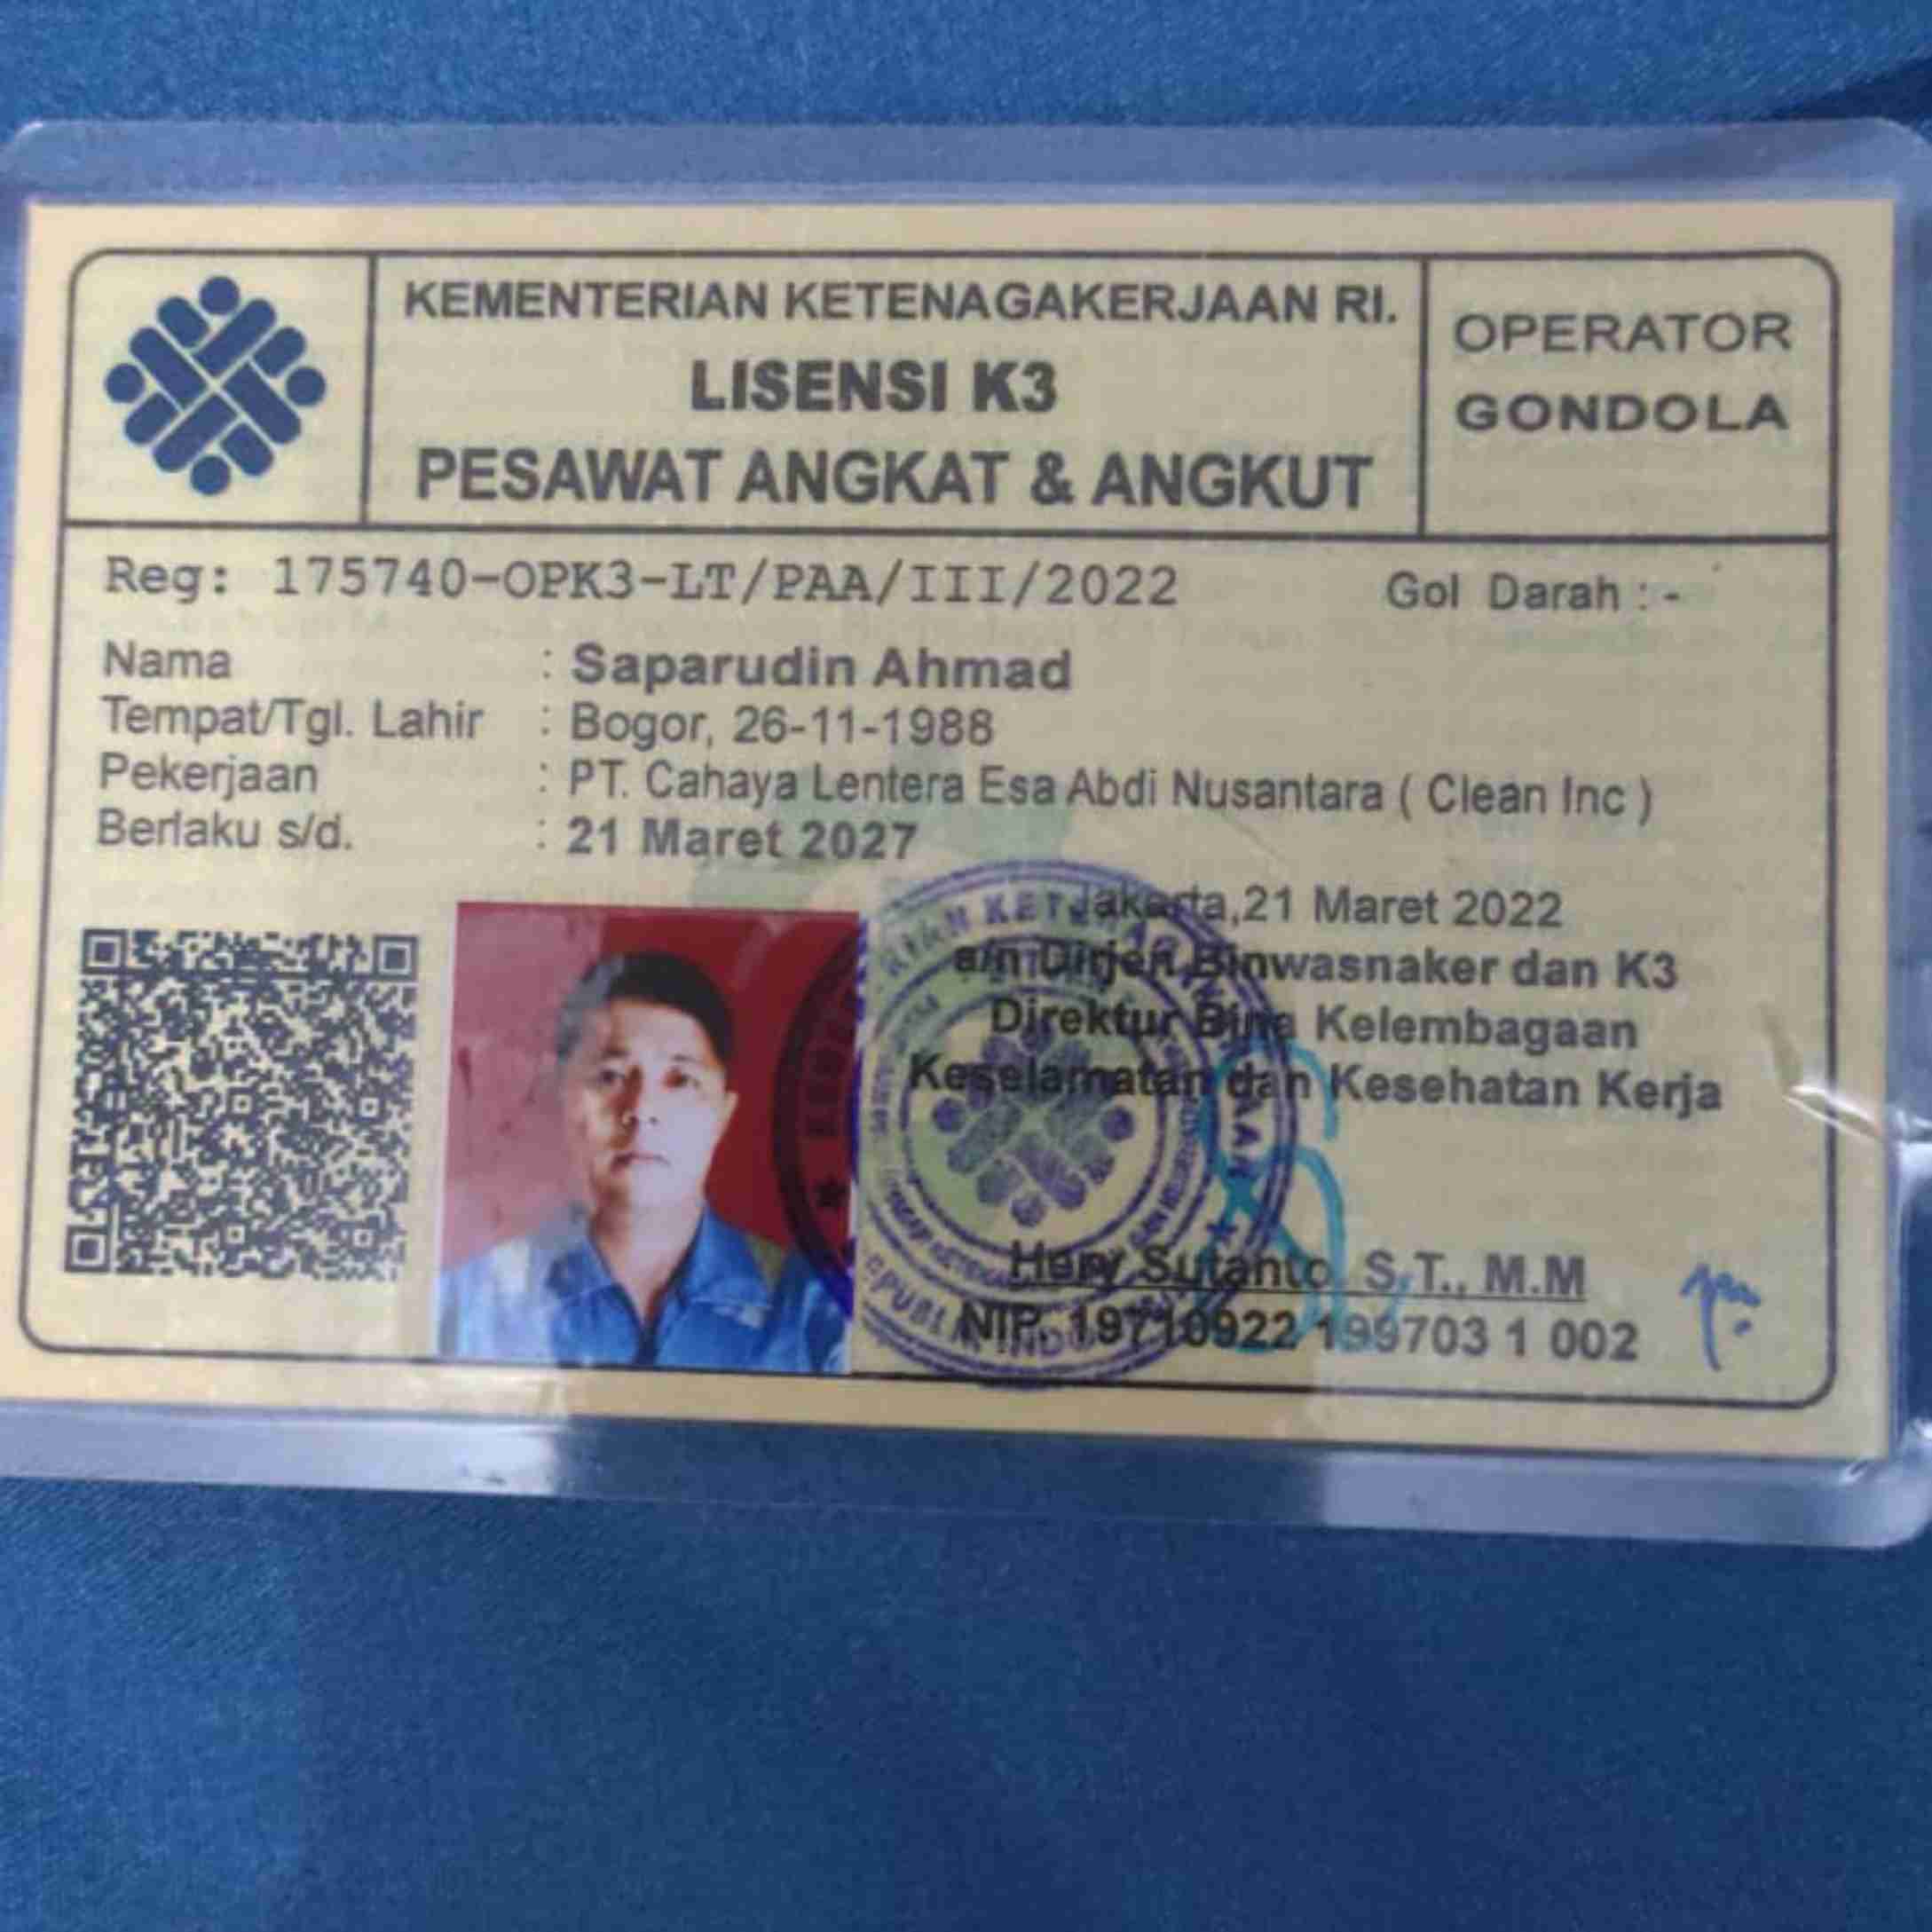 KEMENTERIAN KETENAGAKERJAAN RI.
LISENSI K3
PESAWAT ANGKAT & ANGKUT
OPERATOR
GONDOLA
Reg: 175740-OPK3-LT/PAA/III/2022
Gol Darah : -
Nama : Saparudin Ahmad
Tempat/Tgl. Lahir : Bogor, 26-11-1988
Pekerjaan : PT. Cahaya Lentera Esa Abdi Nusantara ( Clean Inc )
Berlaku s/d. : 21 Maret 2027
Jakarta,21 Maret 2022
a/n Dirjen Binwasnaker dan K3
Direktur Bina Kelembagaan
Keselamatan dan Kesehatan Kerja
Hery Sutanto, S.T., M.M
NIP. 19710922 199703 1 002